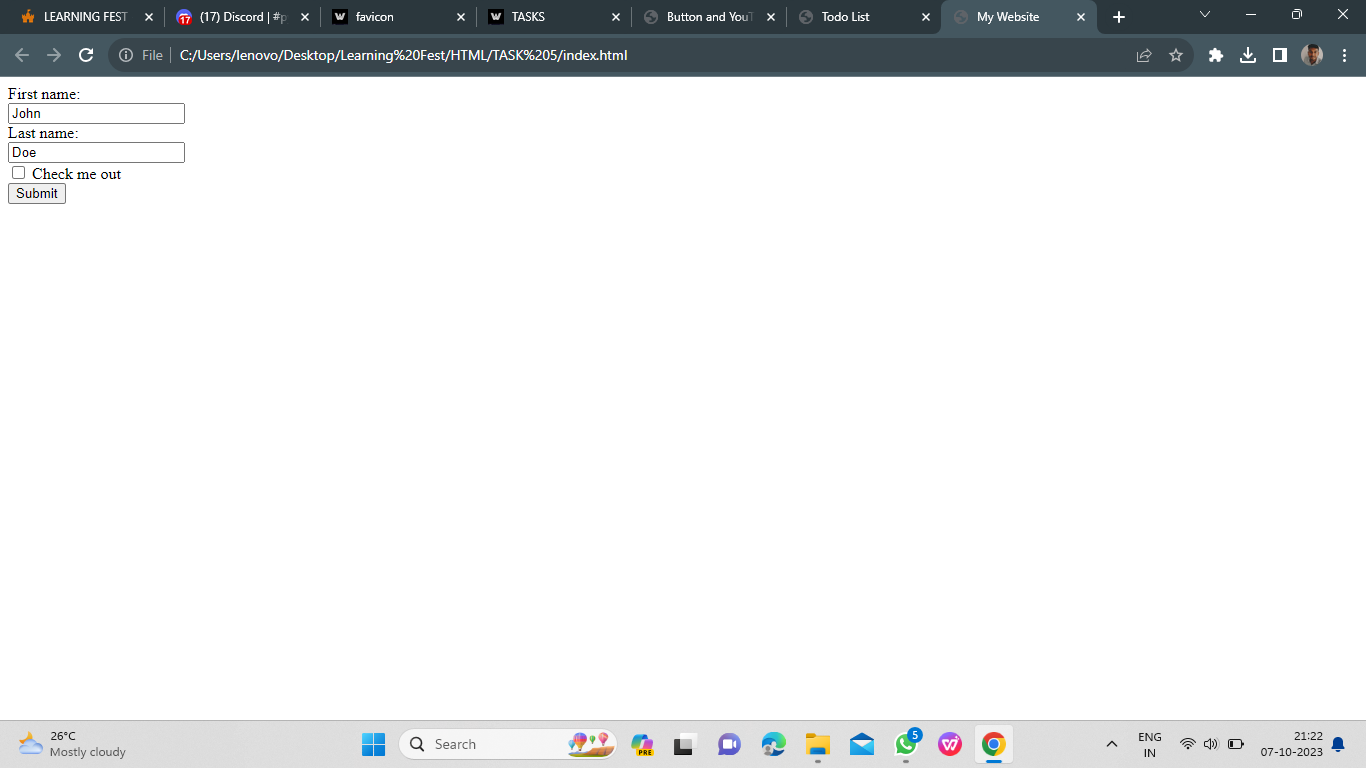 LEARNING FEST
(17) Discord | #p
favicon
TASKS
Button and YouT
Todo List
My Website
File
C:/Users/lenovo/Desktop/Learning%20Fest/HTML/TASK%205/index.html
First name:
John
Last name:
Doe
Check me out
Submit
26°C
Mostly cloudy
Search
PRE
5
ENG
IN
21:22
07-10-2023